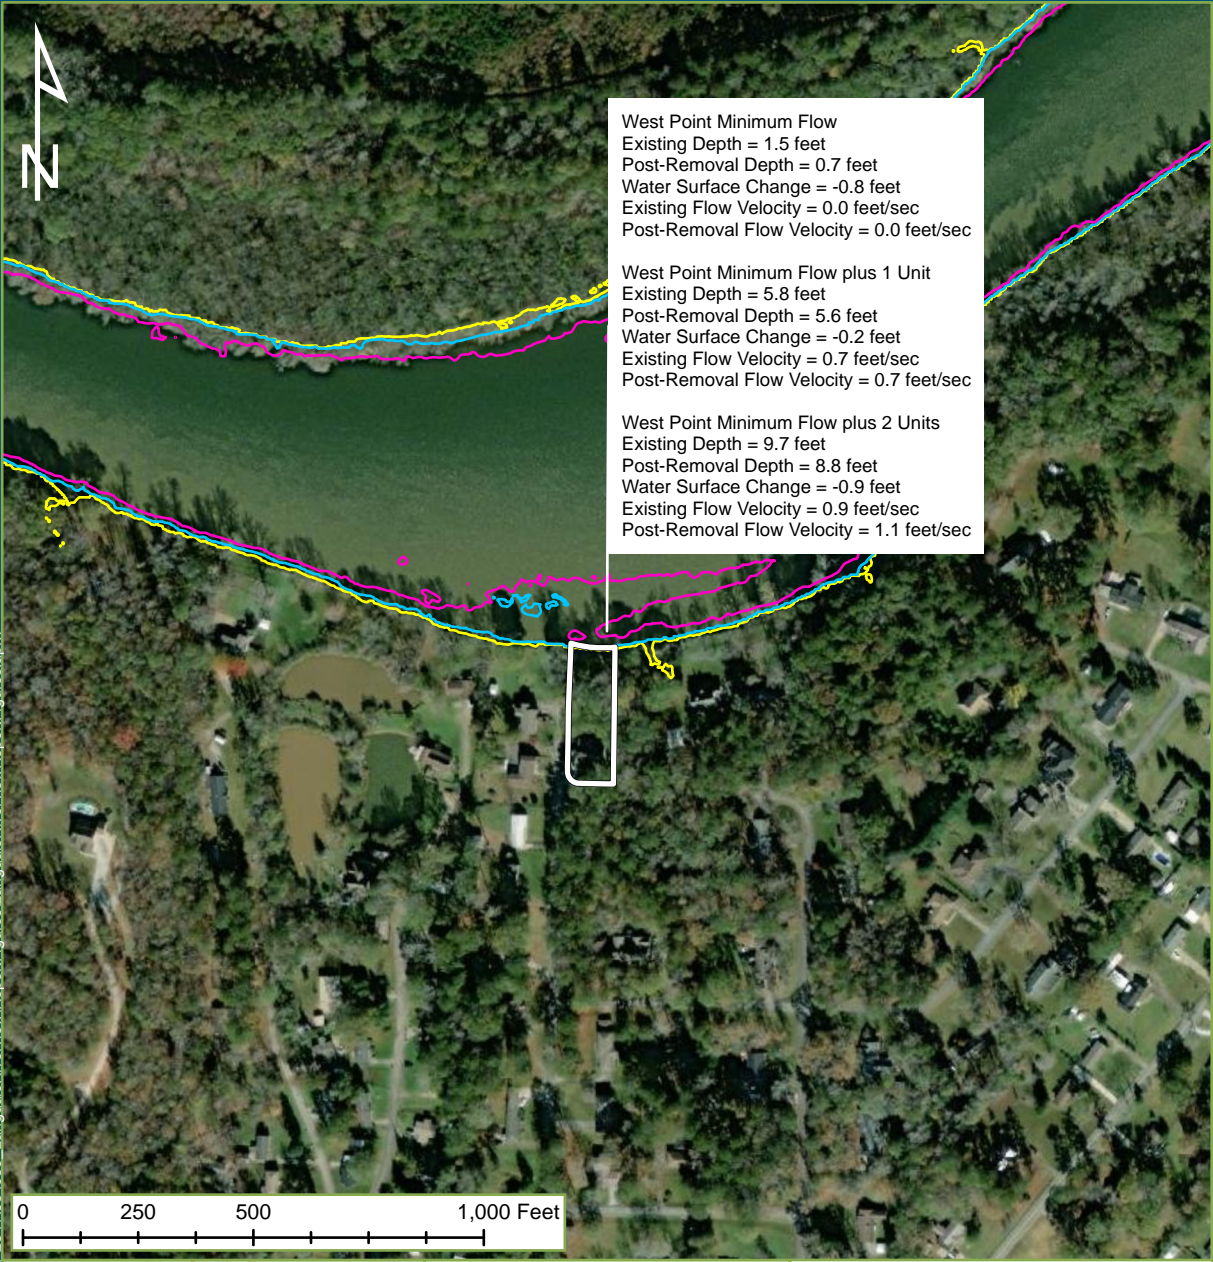 N
West Point Minimum Flow
Existing Depth = 1.5 feet
Post-Removal Depth = 0.7 feet
Water Surface Change = -0.8 feet
Existing Flow Velocity = 0.0 feet/sec
Post-Removal Flow Velocity = 0.0 feet/sec
West Point Minimum Flow plus 1 Unit
Existing Depth = 5.8 feet
Post-Removal Depth = 5.6 feet
Water Surface Change = -0.2 feet
Existing Flow Velocity = 0.7 feet/sec
Post-Removal Flow Velocity = 0.7 feet/sec
West Point Minimum Flow plus 2 Units
Existing Depth = 9.7 feet
Post-Removal Depth = 8.8 feet
Water Surface Change = -0.9 feet
Existing Flow Velocity = 0.9 feet/sec
Post-Removal Flow Velocity = 1.1 feet/sec
0 250 500 1,000 Feet